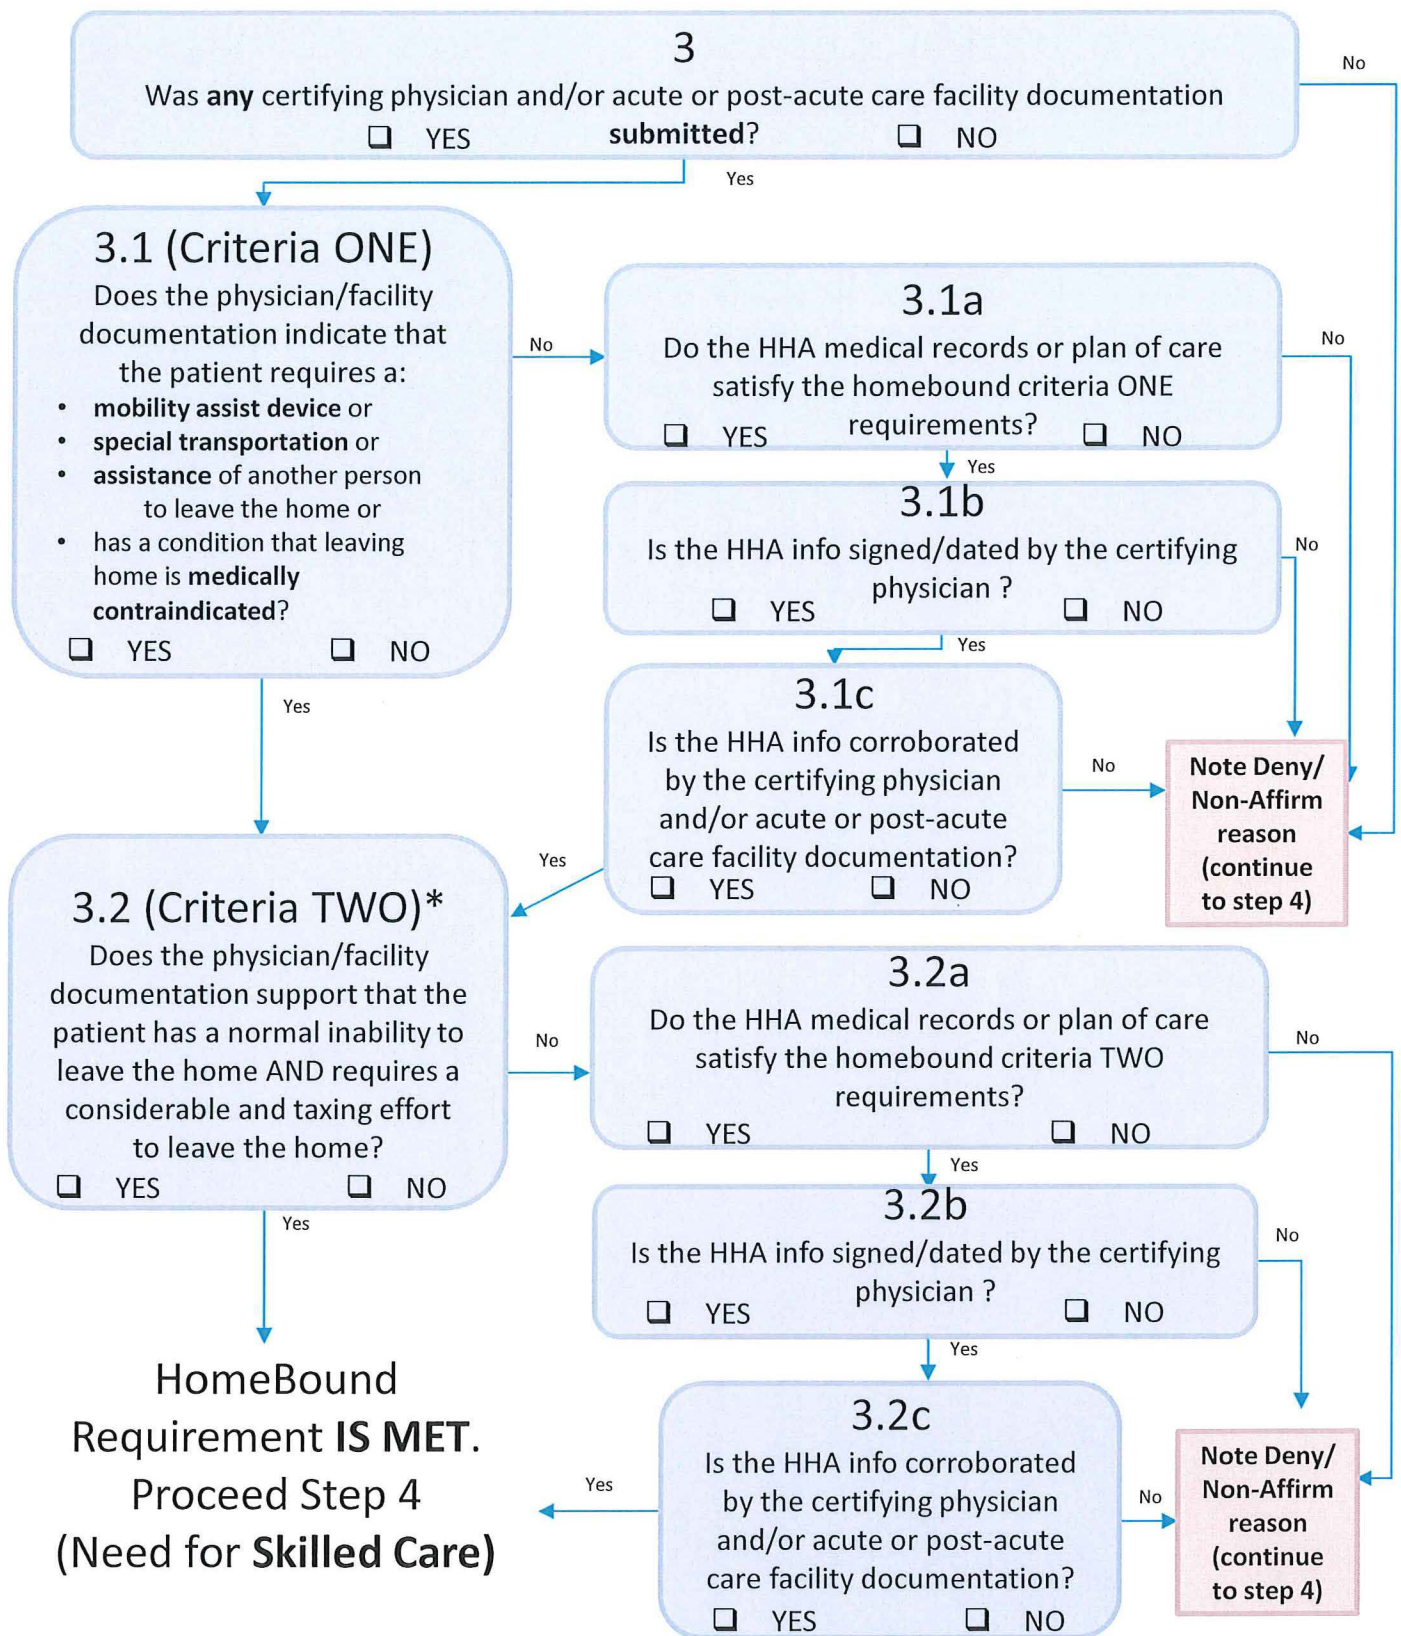 3
Was any certifying physician and/or acute or post-acute care facility documentation
submitted?
❑ YES
❑ NO
No
Yes
3.1 (Criteria ONE)
Does the physician/facility
documentation indicate that
the patient requires a:
• mobility assist device or
• special transportation or
• assistance of another person
to leave the home or
• has a condition that leaving
home is medically
contraindicated?
❑ YES
❑ NO
No
Yes
3.1a
Do the HHA medical records or plan of care
satisfy the homebound criteria ONE
requirements?
❑ YES
❑ NO
No
Yes
3.1b
Is the HHA info signed/dated by the certifying
physician ?
❑ YES
❑ NO
No
Yes
3.1c
Is the HHA info corroborated
by the certifying physician
and/or acute or post-acute
care facility documentation?
❑ YES
❑ NO
No
Yes
Note Deny/
Non-Affirm
reason
(continue
to step 4)
3.2 (Criteria TWO)*
Does the physician/facility
documentation support that the
patient has a normal inability to
leave the home AND requires a
considerable and taxing effort
to leave the home?
❑ YES
❑ NO
No
Yes
3.2a
Do the HHA medical records or plan of care
satisfy the homebound criteria TWO
requirements?
❑ YES
❑ NO
No
Yes
3.2b
Is the HHA info signed/dated by the certifying
physician ?
❑ YES
❑ NO
No
Yes
3.2c
Is the HHA info corroborated
by the certifying physician
and/or acute or post-acute
care facility documentation?
❑ YES
❑ NO
No
Yes
Note Deny/
Non-Affirm
reason
(continue
to step 4)
HomeBound
Requirement IS MET.
Proceed Step 4
(Need for Skilled Care)